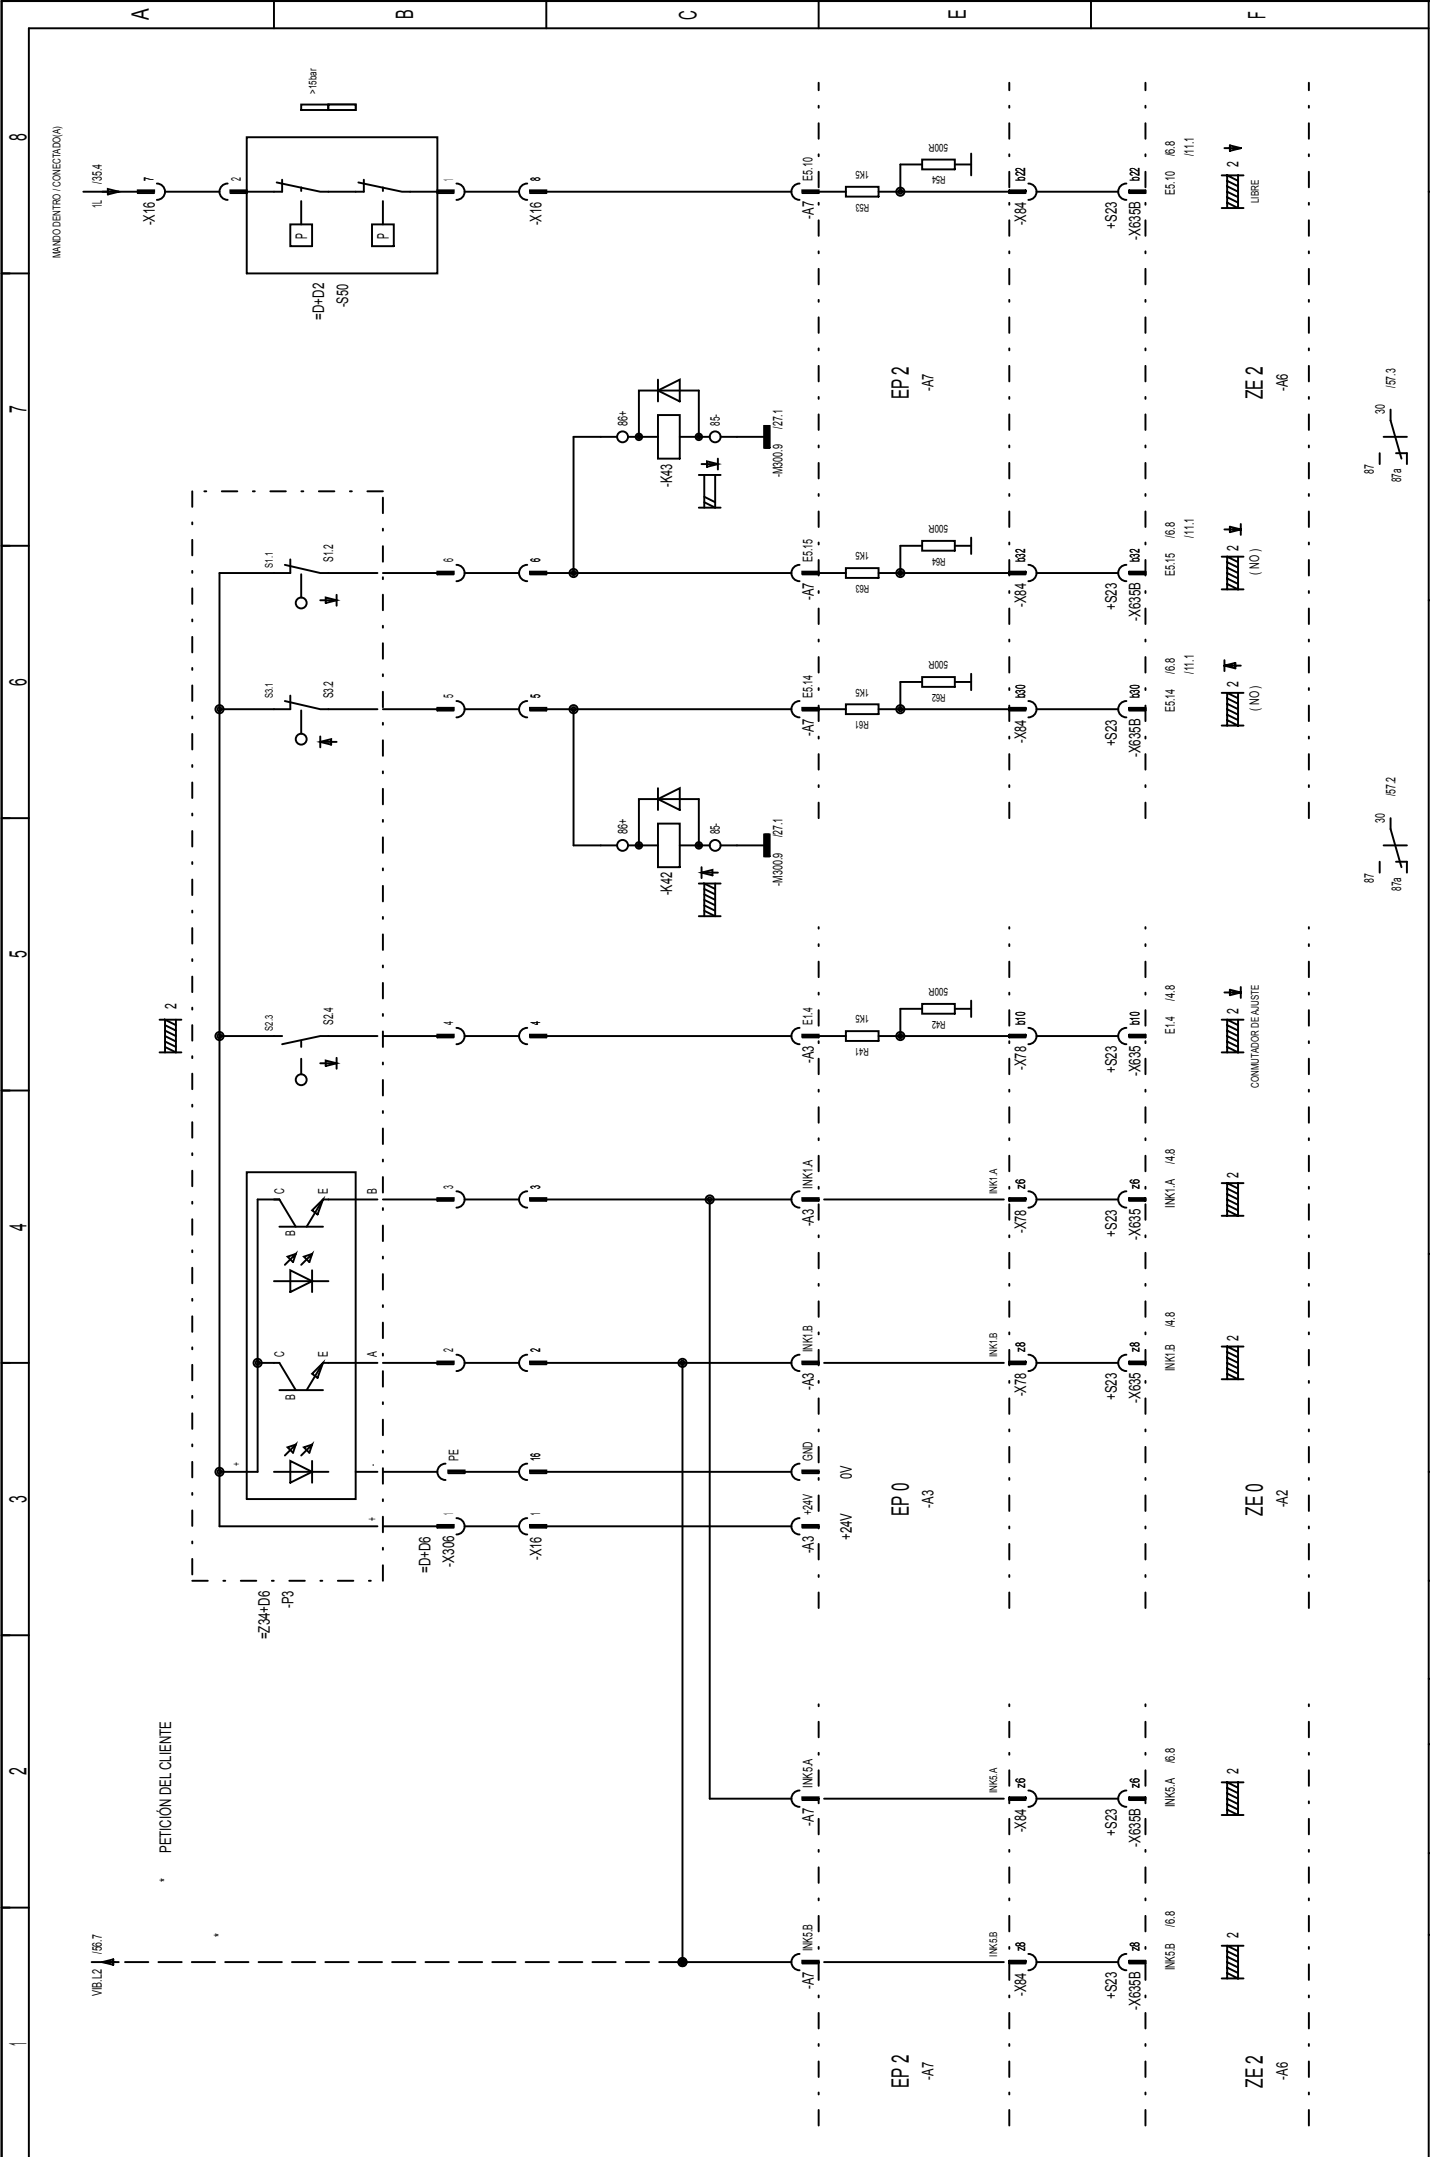 1 2 3 4 5 6 7 8
A
B
C
E
F
VIB.L2 /56.7
*
* PETICIÓN DEL CLIENTE
MANDO DENTRO / CONECTADO(A)
1L /35.4
-X16 7
2
>15bar
P
P
=D+D2
-S50
1
-X16 8
=Z34+D6
-P3
2
+
+
-
B C E
A
B C E
B
S2.3
S2.4
S3.1
S3.2
S1.1
S1.2
=D+D6
-X306 1
PE
2
3
4
5
6
-X16 1
16
2
3
4
5
6
86+
-K42
85-
-M300.9 /27.1
86+
-K43
85-
-M300.9 /27.1
-A7 INK5.B
-A7 INK5.A
-A3 +24V
GND
-A3 INK1.B
-A3 INK1.A
-A3 E1.4
-A7 E5.14
-A7 E5.15
-A7 E5.10
+24V
0V
R41 1K5
R42 500R
R61 1K5
R62 500R
R63 1K5
R64 500R
R53 1K5
R54 500R
EP 2
-A7
EP 0
-A3
EP 2
-A7
INK5.B
-X84 z8
INK5.A
-X84 z6
INK1.B
-X78 z8
INK1.A
-X78 z6
-X78 b10
-X84 b30
-X84 b32
-X84 b22
+S23
-X635B z8
+S23
-X635B z6
+S23
-X635 z8
+S23
-X635 z6
+S23
-X635 b10
+S23
-X635B b30
+S23
-X635B b32
+S23
-X635B b22
INK5.B /6.8
INK5.A /6.8
INK1.B /4.8
INK1.A /4.8
E1.4 /4.8
E5.14 /6.8
/11.1
E5.15 /6.8
/11.1
E5.10 /6.8
/11.1
2
2
2
2
2
CONMUTADOR DE AJUSTE
2
( NO )
2
( NO )
2
LIBRE
ZE 2
-A6
ZE 0
-A2
ZE 2
-A6
87
87a
30 /57.2
87
87a
30 /57.3